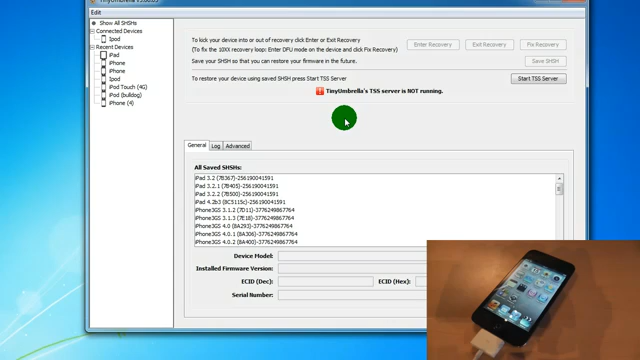 Edit
Show All SHSHs
Connected Devices
Ipod
Recent Devices
iPad
iPhone
iPhone
Ipod
iPod Touch (4G)
iPod (bulldog)
iPhone (4)
To kick your device into or out of recovery click Enter or Exit Recovery
(To fix the 10XX recovery loop: Enter DFU mode on the device and click Fix Recovery)
Enter Recovery
Exit Recovery
Fix Recovery
Save your SHSH so that you can restore your firmware in the future.
Save SHSH
To restore your device using saved SHSH press Start TSS Server
Start TSS Server
TinyUmbrella's TSS server is NOT running.
General
Log
Advanced
All Saved SHSHs:
iPad 3.2 (7B367)-256190041591
iPad 3.2.1 (7B405)-256190041591
iPad 3.2.2 (7B500)-256190041591
iPad 4.2b3 (8C5115c)-256190041591
iPhone3GS 3.1.2 (7D11)-3776249867764
iPhone3GS 3.1.3 (7E18)-3776249867764
iPhone3GS 4.0 (8A293)-3776249867764
iPhone3GS 4.0.1 (8A306)-3776249867764
iPhone3GS 4.0.2 (8A400)-3776249867764
Device Model:
Installed Firmware Version:
ECID (Dec):
ECID (Hex):
Serial Number: